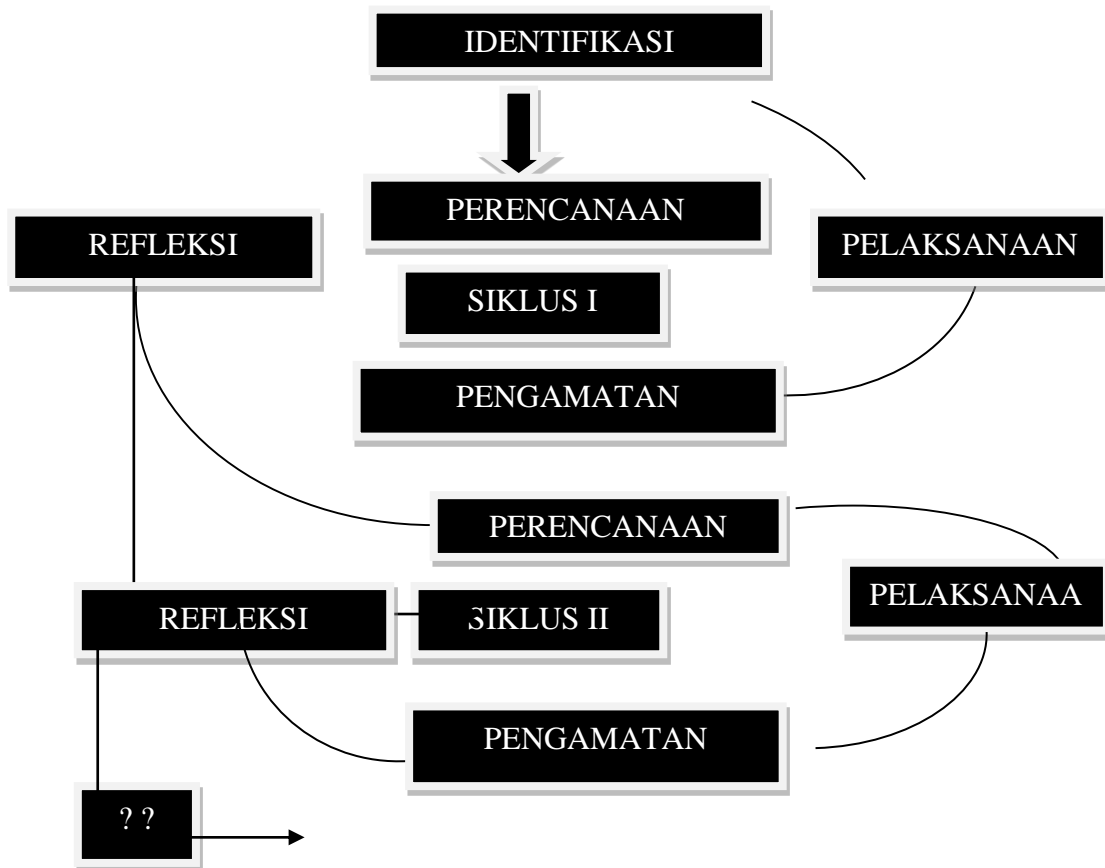 IDENTIFIKASI
PERENCANAAN
REFLEKSI
PELAKSANAAN
SIKLUS I
PENGAMATAN
PERENCANAAN
PELAKSANAA
REFLEKSI
SIKLUS II
PENGAMATAN
? ?